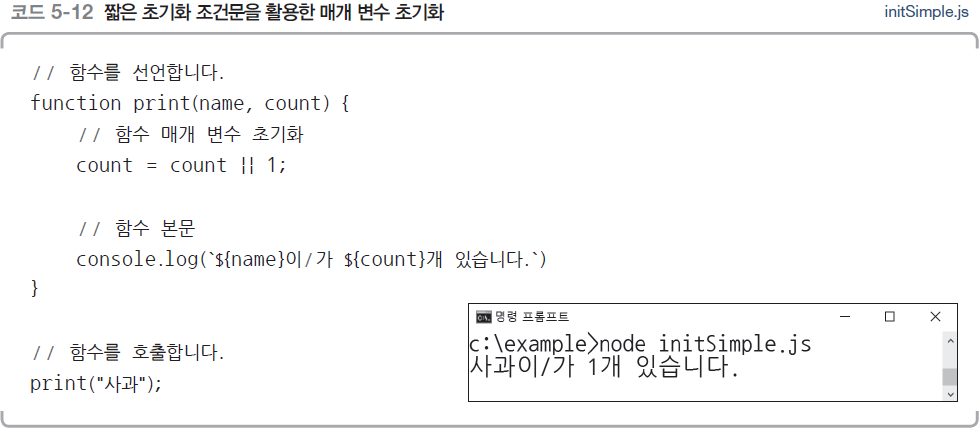 코드 5-12 짧은 초기화 조건문을 활용한 매개 변수 초기화 initSimple.js
// 함수를 선언합니다.
function print(name, count) {
// 함수 매개 변수 초기화
count = count || 1;
// 함수 본문
console.log(`${name}이/가 ${count}개 있습니다.`)
}
// 함수를 호출합니다.
print("사과");
명령 프롬프트
c:\example>node initSimple.js
사과이/가 1개 있습니다.